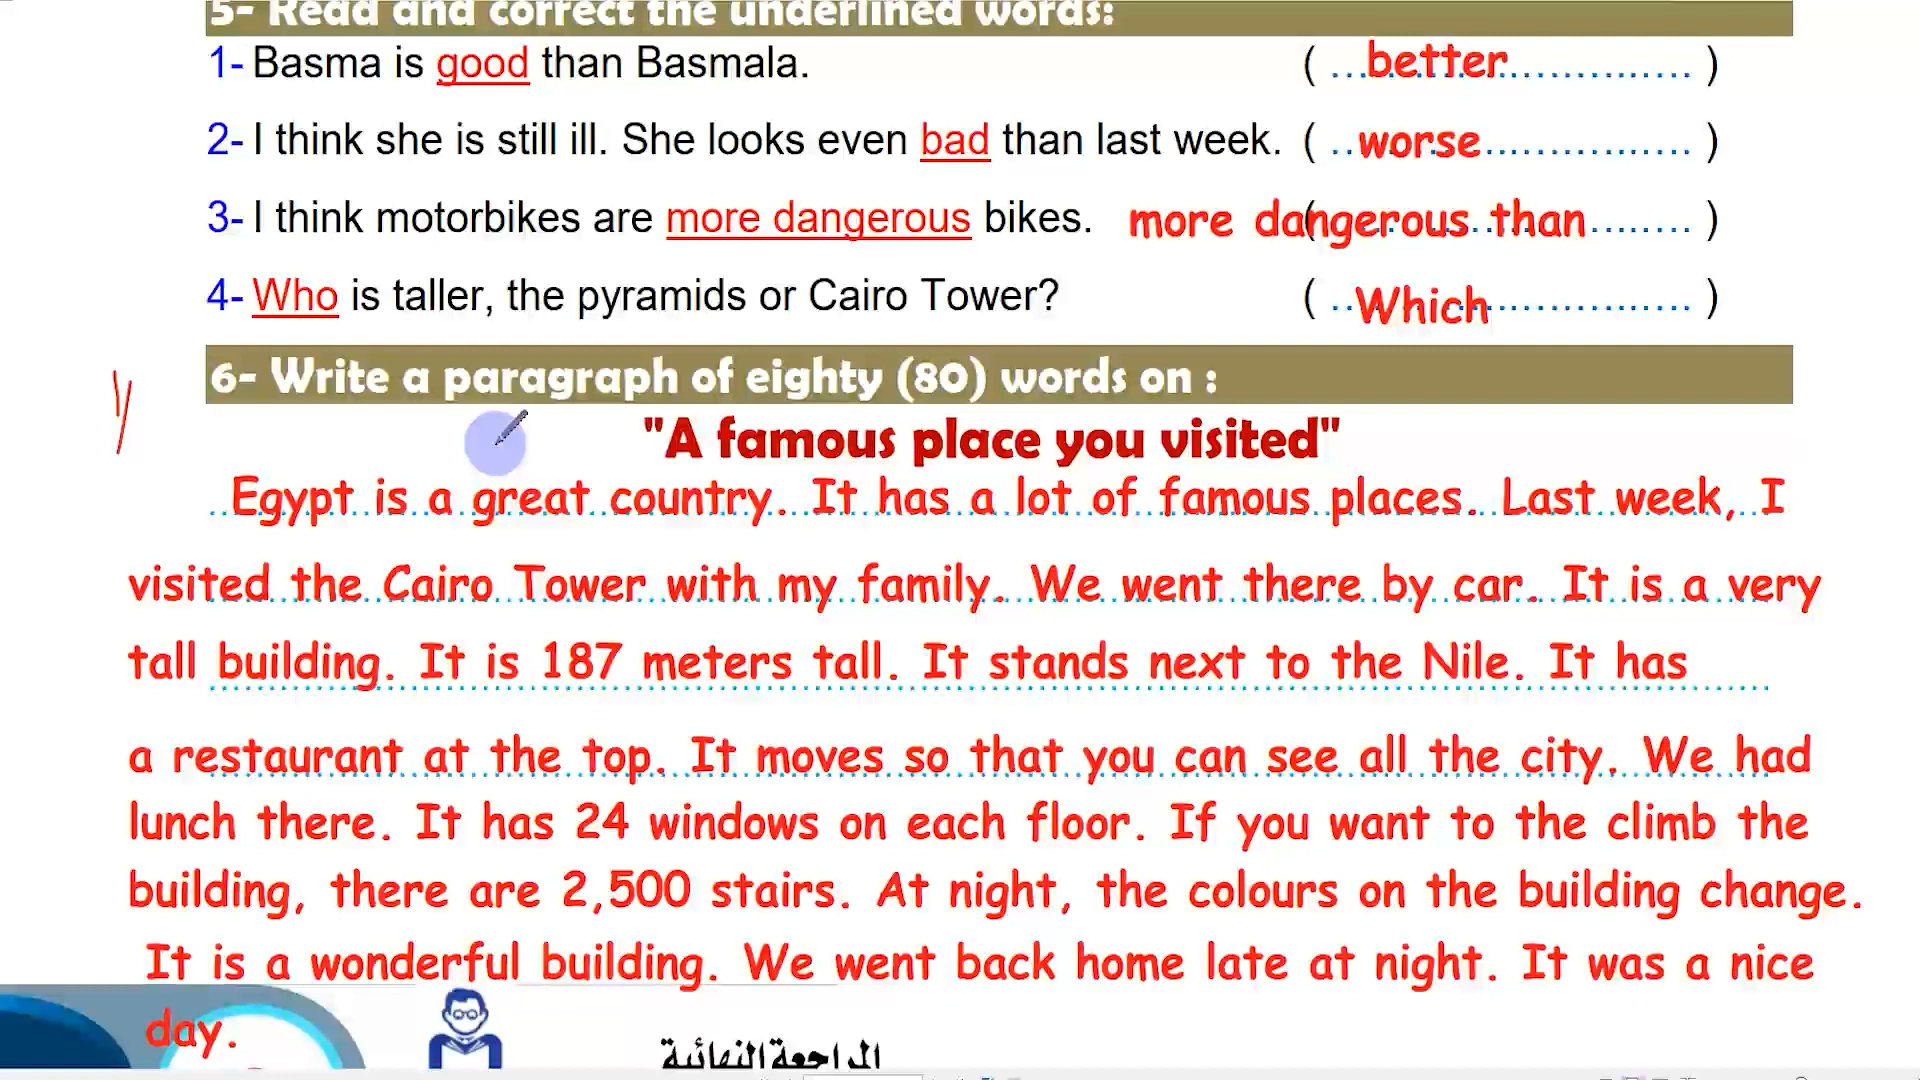 5- Read and correct the underlined words:
1- Basma is good than Basmala. ( ... better ... )
2- I think she is still ill. She looks even bad than last week. ( ... worse ... )
3- I think motorbikes are more dangerous bikes. ( more dangerous than ... )
4- Who is taller, the pyramids or Cairo Tower? ( ... Which ... )
6- Write a paragraph of eighty (80) words on :
"A famous place you visited"
Egypt is a great country. It has a lot of famous places. Last week, I
visited the Cairo Tower with my family. We went there by car. It is a very
tall building. It is 187 meters tall. It stands next to the Nile. It has
a restaurant at the top. It moves so that you can see all the city. We had
lunch there. It has 24 windows on each floor. If you want to the climb the
building, there are 2,500 stairs. At night, the colours on the building change.
It is a wonderful building. We went back home late at night. It was a nice
day.
المراجعة النهائية